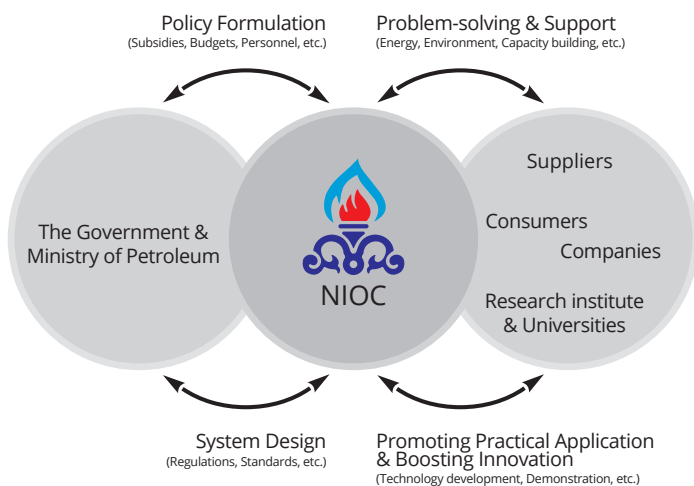 Policy Formulation
(Subsidies, Budgets, Personnel, etc.)
Problem-solving & Support
(Energy, Environment, Capacity building, etc.)
The Government &
Ministry of Petroleum
NIOC
Suppliers
Consumers
Companies
Research institute
& Universities
System Design
(Regulations, Standards, etc.)
Promoting Practical Application
& Boosting Innovation
(Technology development, Demonstration, etc.)